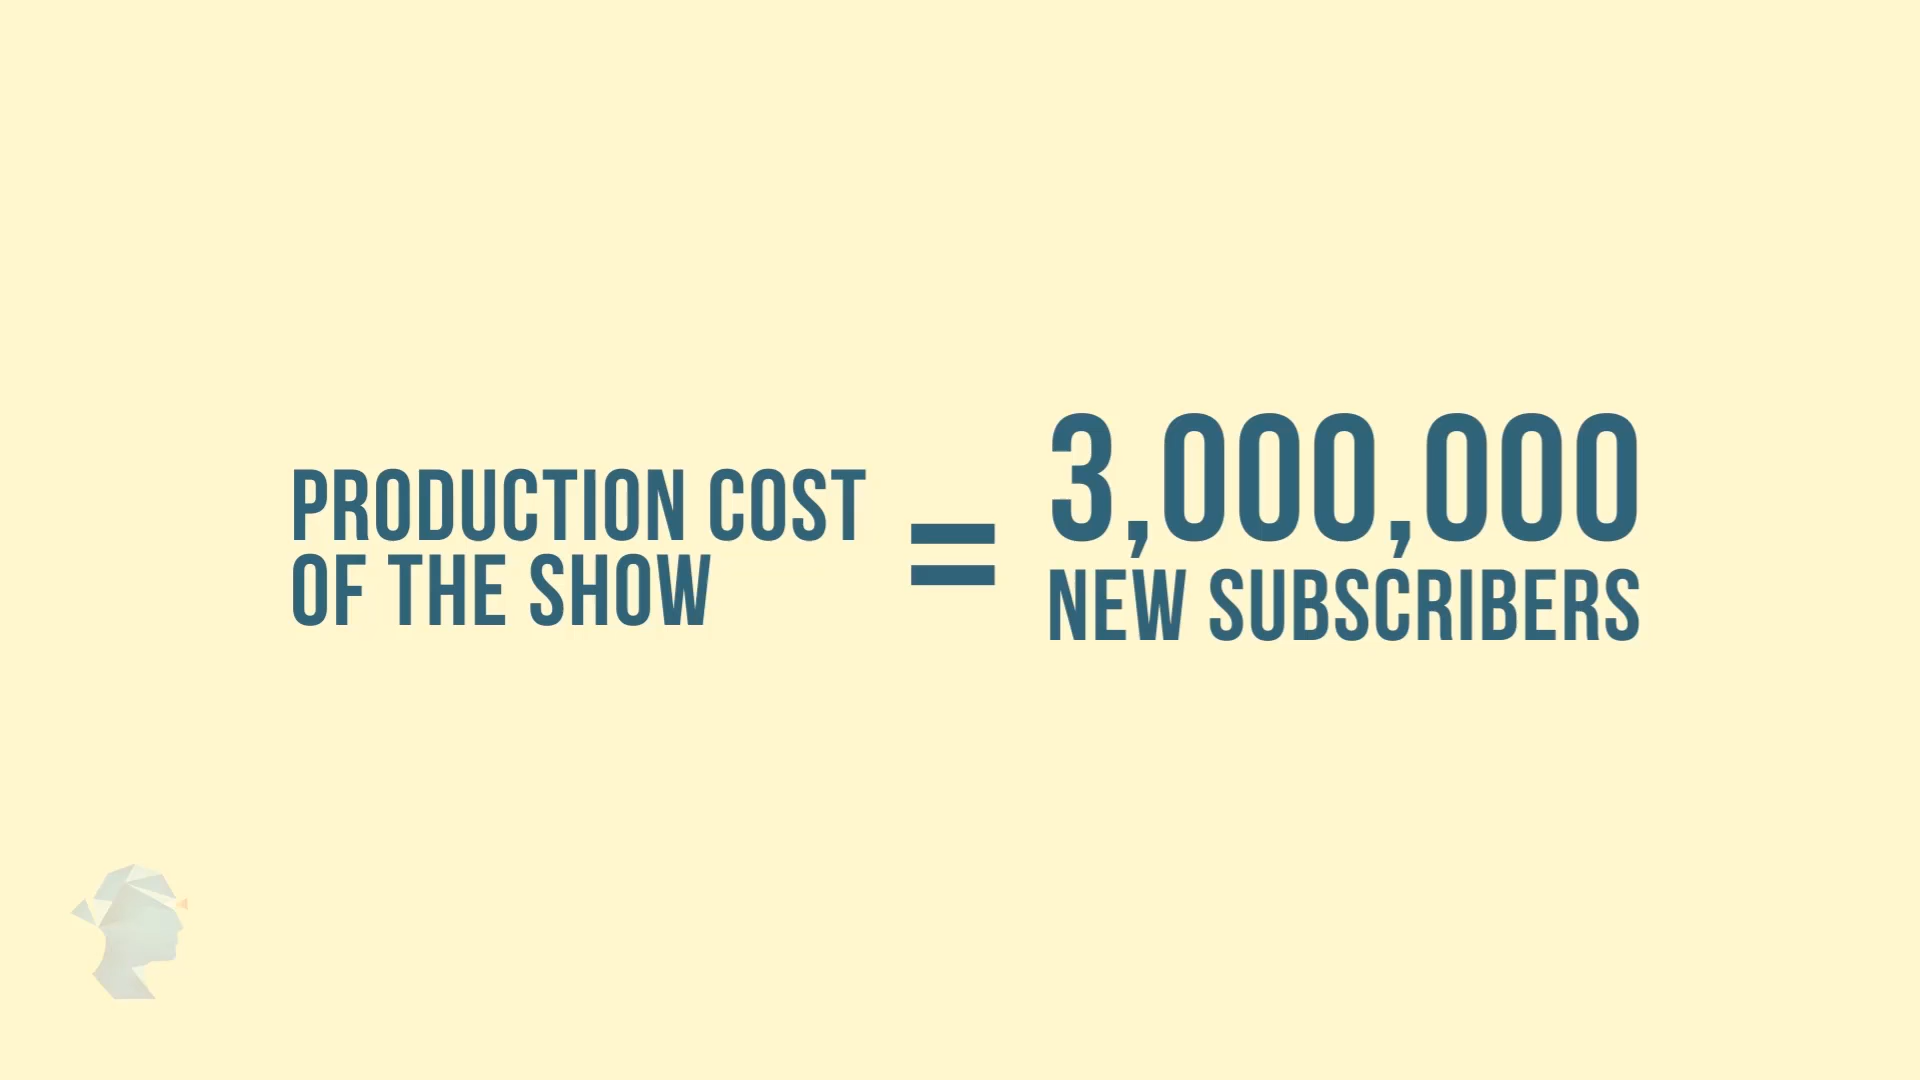 PRODUCTION COST
OF THE SHOW
=
3,000,000
NEW SUBSCRIBERS